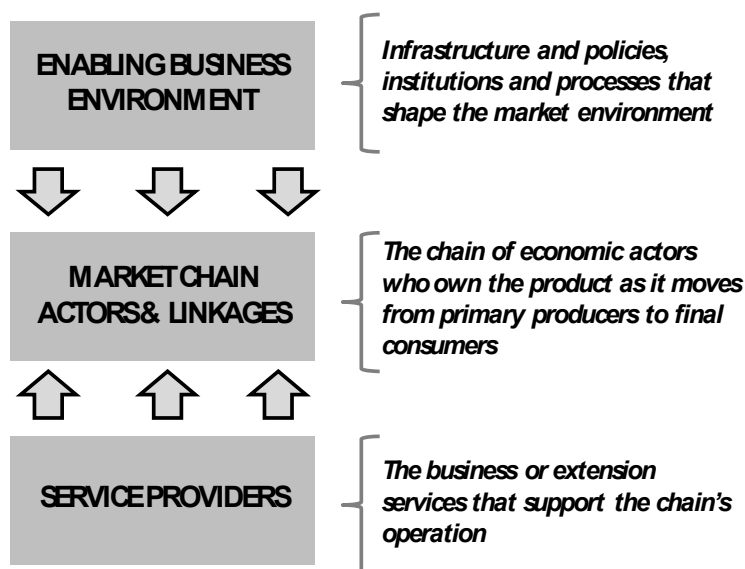 ENABLING BUSINESS
ENVIRONMENT
Infrastructure and policies,
institutions and processes that
shape the market environment
MARKET CHAIN
ACTORS & LINKAGES
The chain of economic actors
who own the product as it moves
from primary producers to final
consumers
SERVICE PROVIDERS
The business or extension
services that support the chain's
operation